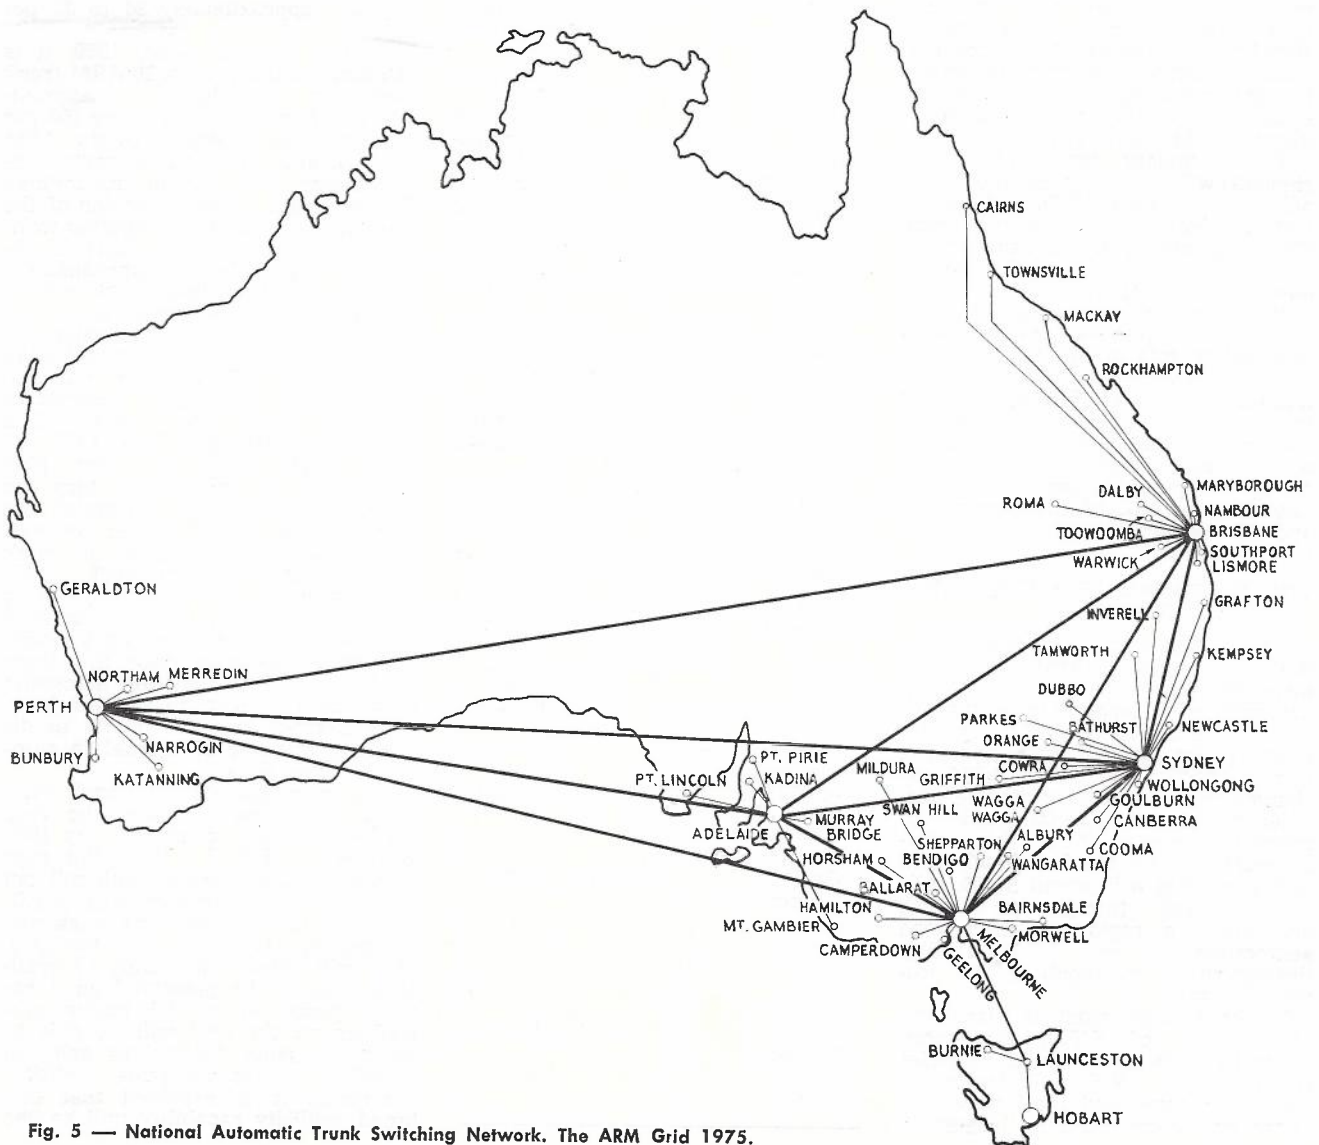 CAIRNS
TOWNSVILLE
MACKAY
ROCKHAMPTON
MARYBOROUGH
DALBY
ROMA
NAMBOUR
TOOWOOMBA
BRISBANE
WARWICK
SOUTHPORT
LISMORE
GERALDTON
GRAFTON
INVERELL
TAMWORTH
KEMPSEY
NORTHAM
MERREDIN
DUBBO
PERTH
PARKES
BATHURST
NEWCASTLE
ORANGE
NARROGIN
BUNBURY
KATANNING
PT. PIRIE
PT. LINCOLN
KADINA
MILDURA
GRIFFITH
COWRA
SYDNEY
WOLLONGONG
GOULBURN
WAGGA
WAGGA
SWAN HILL
CANBERRA
ADELAIDE
MURRAY
BRIDGE
SHEPPARTON
ALBURY
COOMA
HORSHAM
BENDIGO
WANGARATTA
BALLARAT
HAMILTON
BAIRNSDALE
MT. GAMBIER
CAMPERDOWN
GEELONG
MELBOURNE
MORWELL
BURNIE
LAUNCESTON
HOBART
Fig. 5 — National Automatic Trunk Switching Network. The ARM Grid 1975.